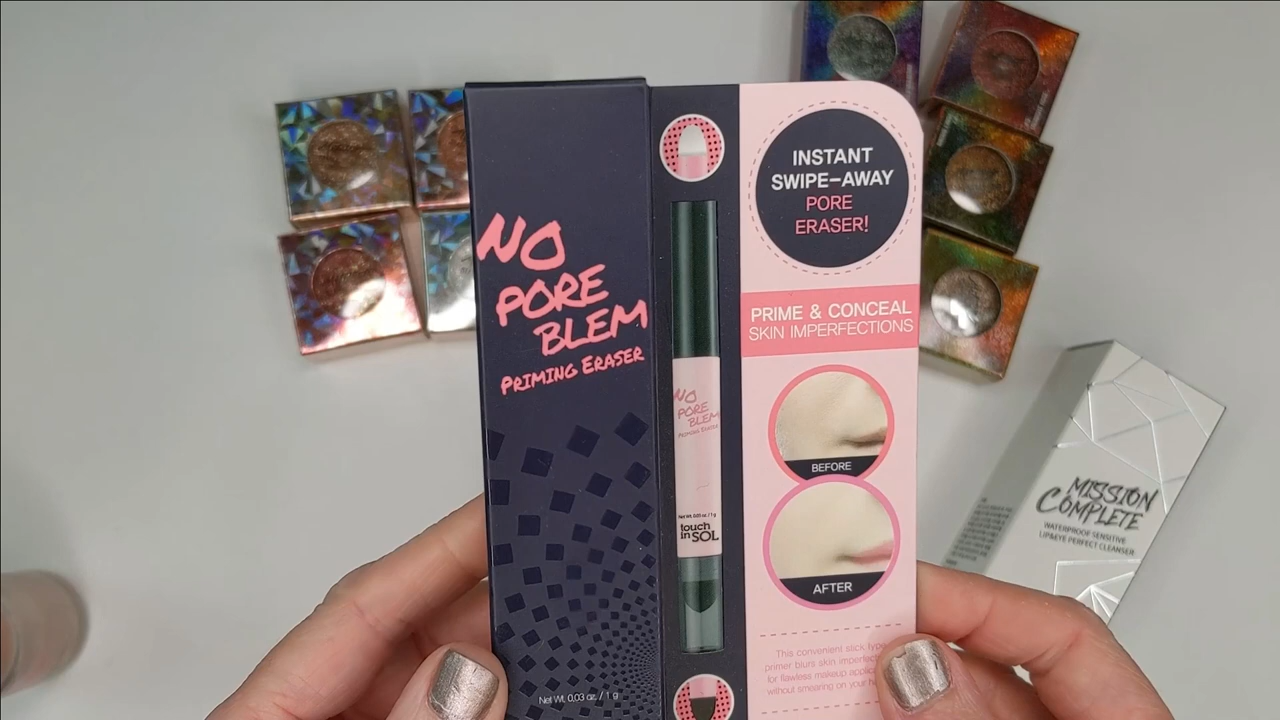 NO
PORE
BLEM
PRIMING ERASER
Net Wt. 0.03 oz. / 1 g
NO
PORE
BLEM
PRIMING ERASER
Net Wt. 0.03 oz. / 1 g
touch
in SOL
INSTANT
SWIPE-AWAY
PORE
ERASER!
PRIME & CONCEAL
SKIN IMPERFECTIONS
BEFORE
AFTER
This convenient stick type
primer blurs skin
for flawless makeup
without smearing on your
MISSION
COMPLETE
WATERPROOF SENSITIVE
LIP&EYE PERFECT CLEANSER